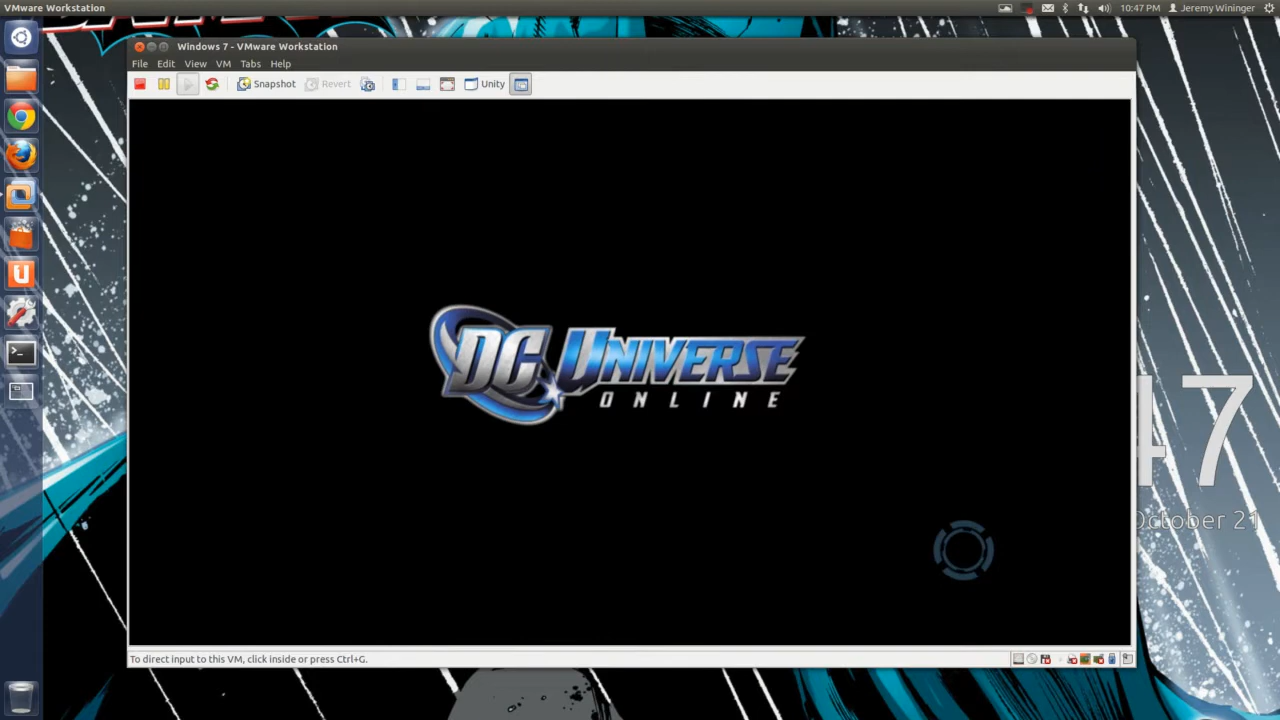 VMware Workstation
10:47 PM Jeremy Wininger
Windows 7 - VMware Workstation
File Edit View VM Tabs Help
Snapshot Revert Unity
DC UNIVERSE
ONLINE
47
October 21
To direct input to this VM, click inside or press Ctrl+G.